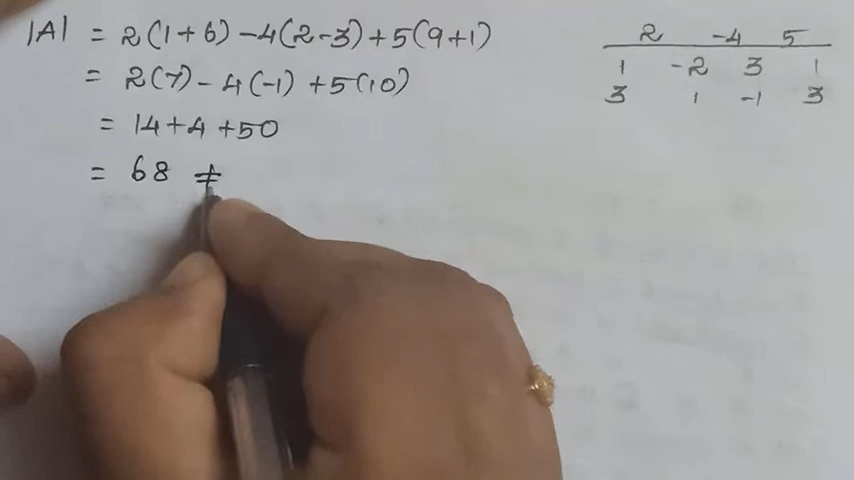 |A| = 2(1+6)-4(2-3)+5(9+1)
= 2(7)-4(-1)+5(10)
= 14+4+50
= 68 ≠
2 -4 5
1 -2 3 1
3 1 -1 3